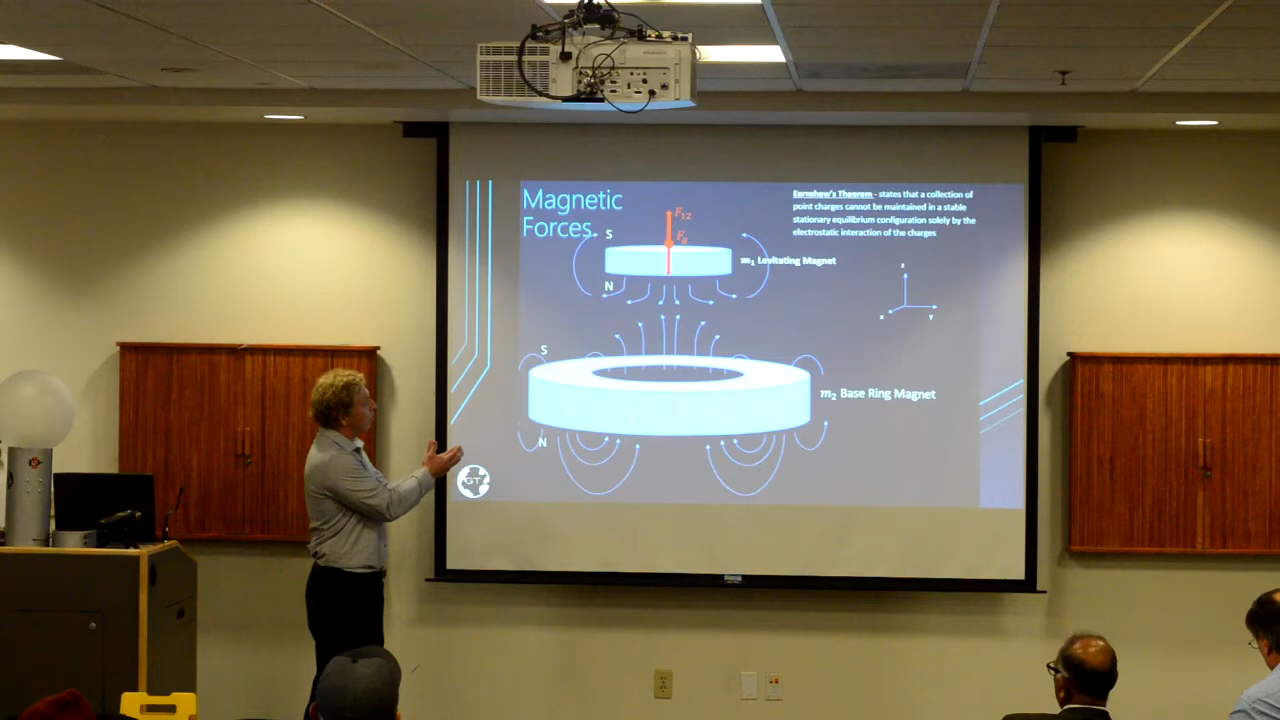 Magnetic
Forces
Earnshaw's Theorem - states that a collection of
point charges cannot be maintained in a stable
stationary equilibrium configuration solely by the
electrostatic interaction of the charges
F12
Fg
S
m1 Levitating Magnet
N
z
x
Y
S
m2 Base Ring Magnet
N
GT